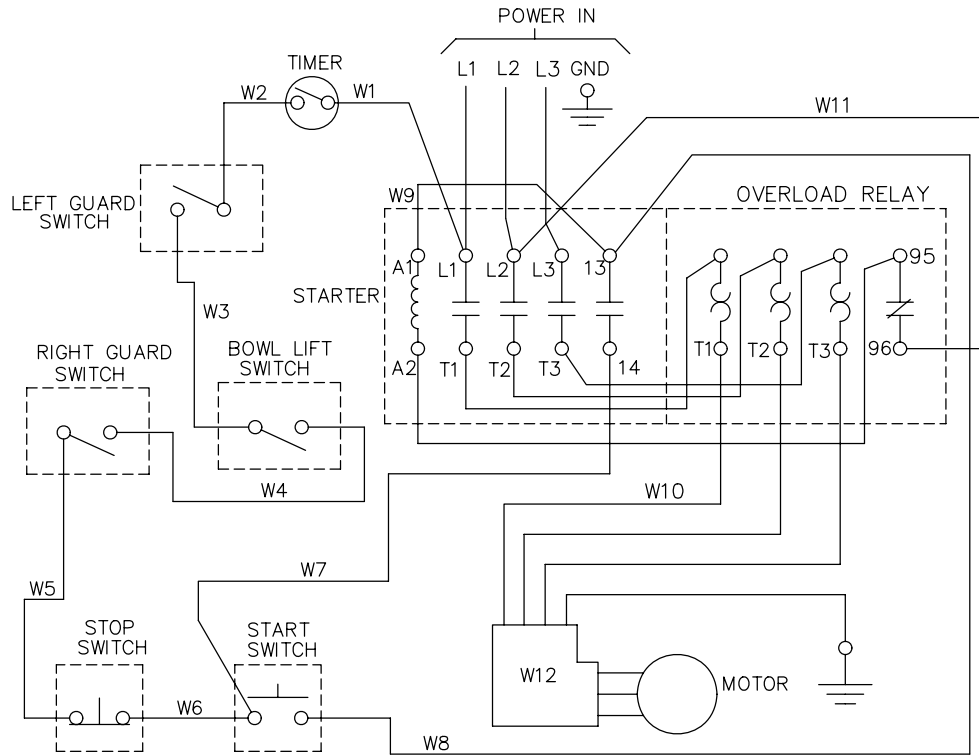 POWER IN
TIMER
L1 L2 L3 GND
W2 W1
W11
LEFT GUARD
SWITCH
W9
OVERLOAD RELAY
A1 L1 L2 L3 13 95
STARTER
W3
RIGHT GUARD
SWITCH
BOWL LIFT
SWITCH
A2 T1 T2 T3 14 T1 T2 T3 96
W4
W10
W7
W5
STOP
SWITCH
START
SWITCH
W12
MOTOR
W6
W8